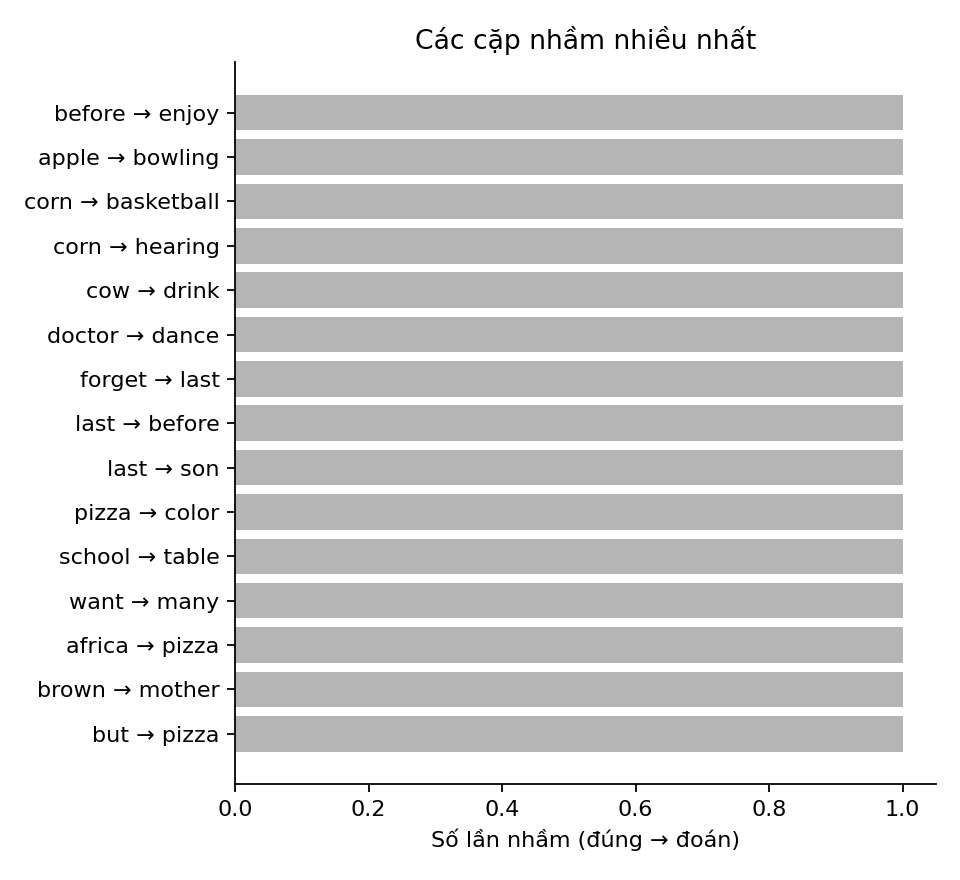 Các cặp nhầm nhiều nhất
before → enjoy
apple → bowling
corn → basketball
corn → hearing
cow → drink
doctor → dance
forget → last
last → before
last → son
pizza → color
school → table
want → many
africa → pizza
brown → mother
but → pizza
0.0 0.2 0.4 0.6 0.8 1.0
Số lần nhầm (đúng → đoán)